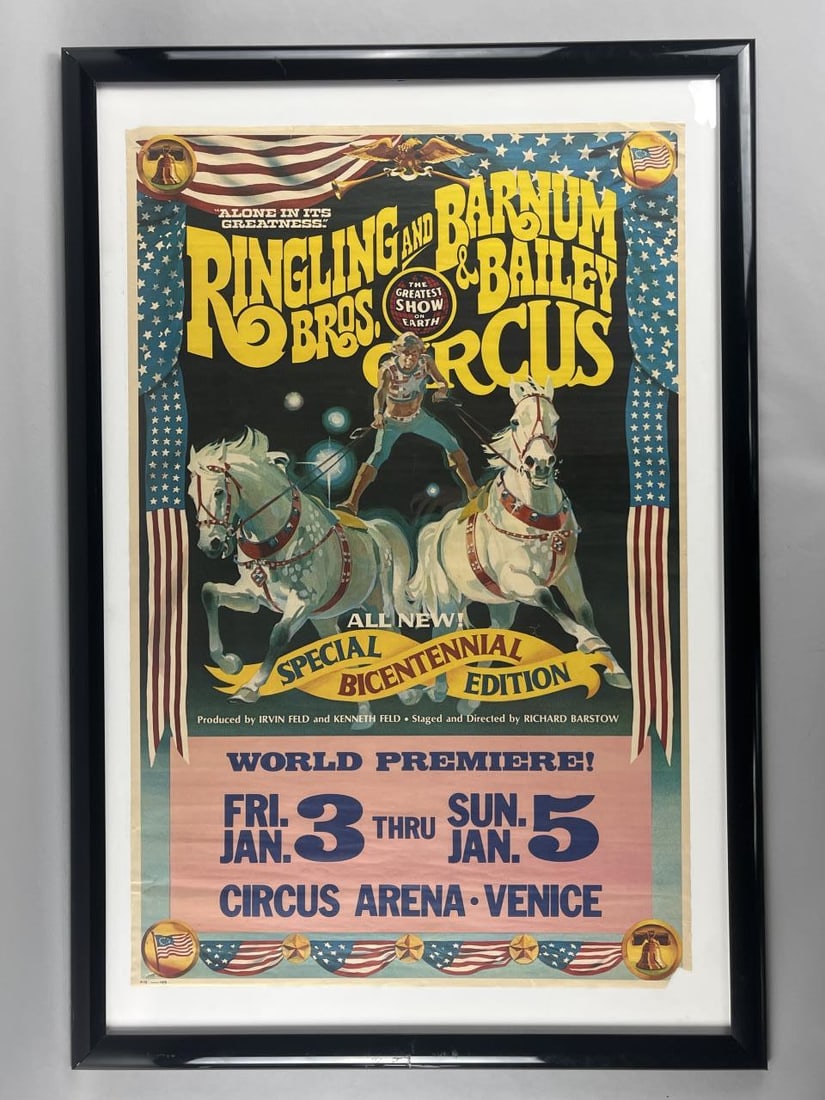 "ALONE IN ITS
GREATNESS."
RINGLING AND BARNUM
BROS. & BAILEY
CIRCUS
THE
GREATEST
SHOW
ON
EARTH
ALL NEW!
SPECIAL BICENTENNIAL EDITION
Produced by IRVIN FELD and KENNETH FELD • Staged and Directed by RICHARD BARSTOW
WORLD PREMIERE!
FRI. JAN. 3 THRU SUN. JAN. 5
CIRCUS ARENA • VENICE